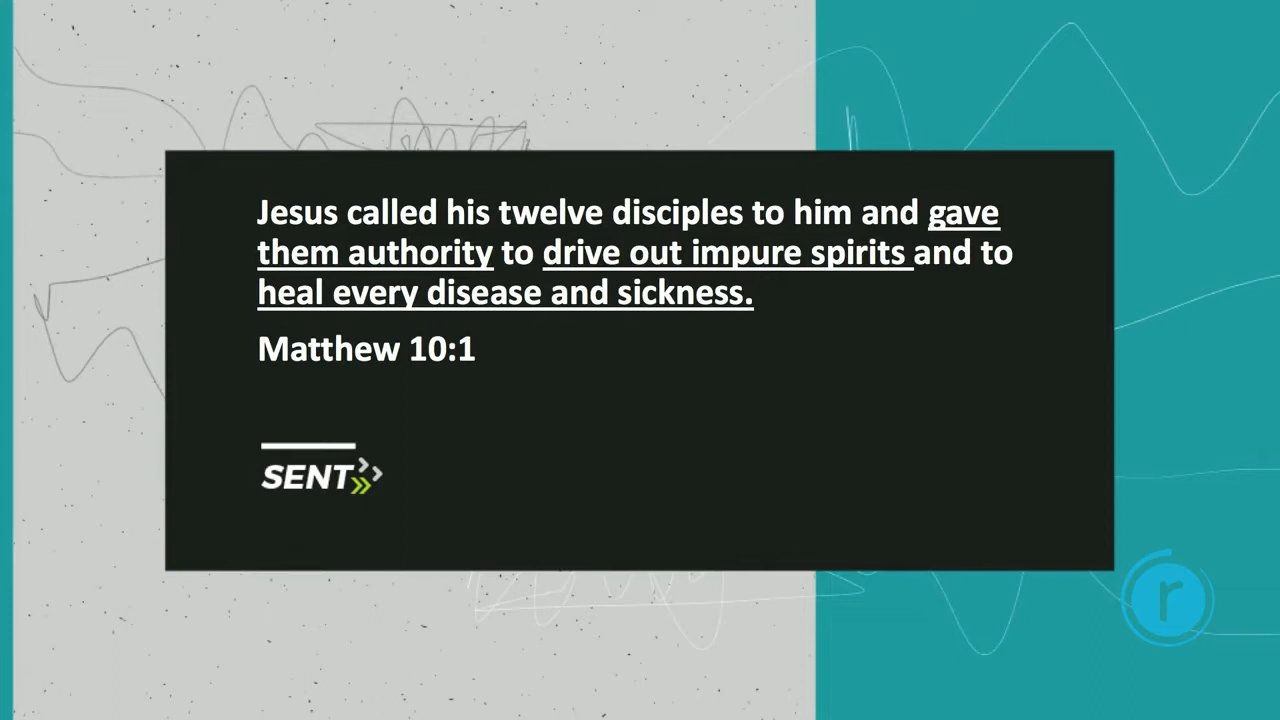 Jesus called his twelve disciples to him and gave
them authority to drive out impure spirits and to
heal every disease and sickness.
Matthew 10:1
SENT
r